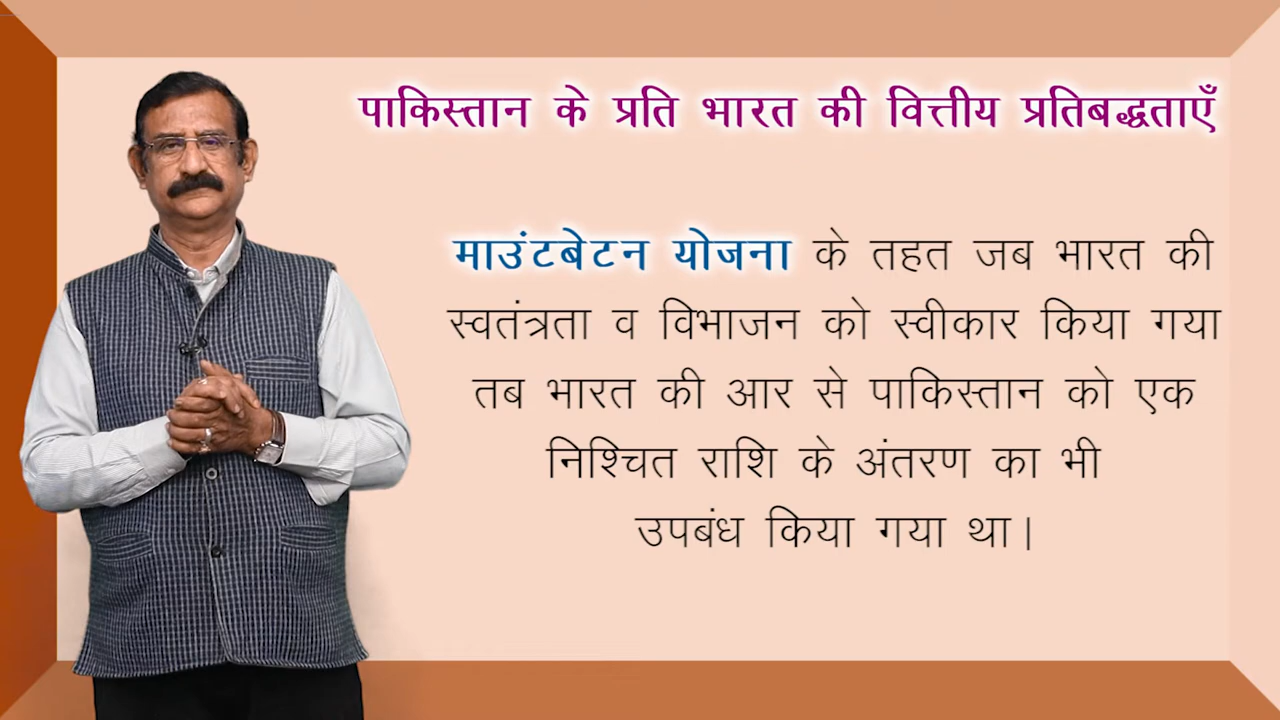 पाकिस्तान के प्रति भारत की वित्तीय प्रतिबद्धताएँ
माउंटबेटन योजना के तहत जब भारत की
स्वतंत्रता व विभाजन को स्वीकार किया गया
तब भारत की आर से पाकिस्तान को एक
निश्चित राशि के अंतरण का भी
उपबंध किया गया था।